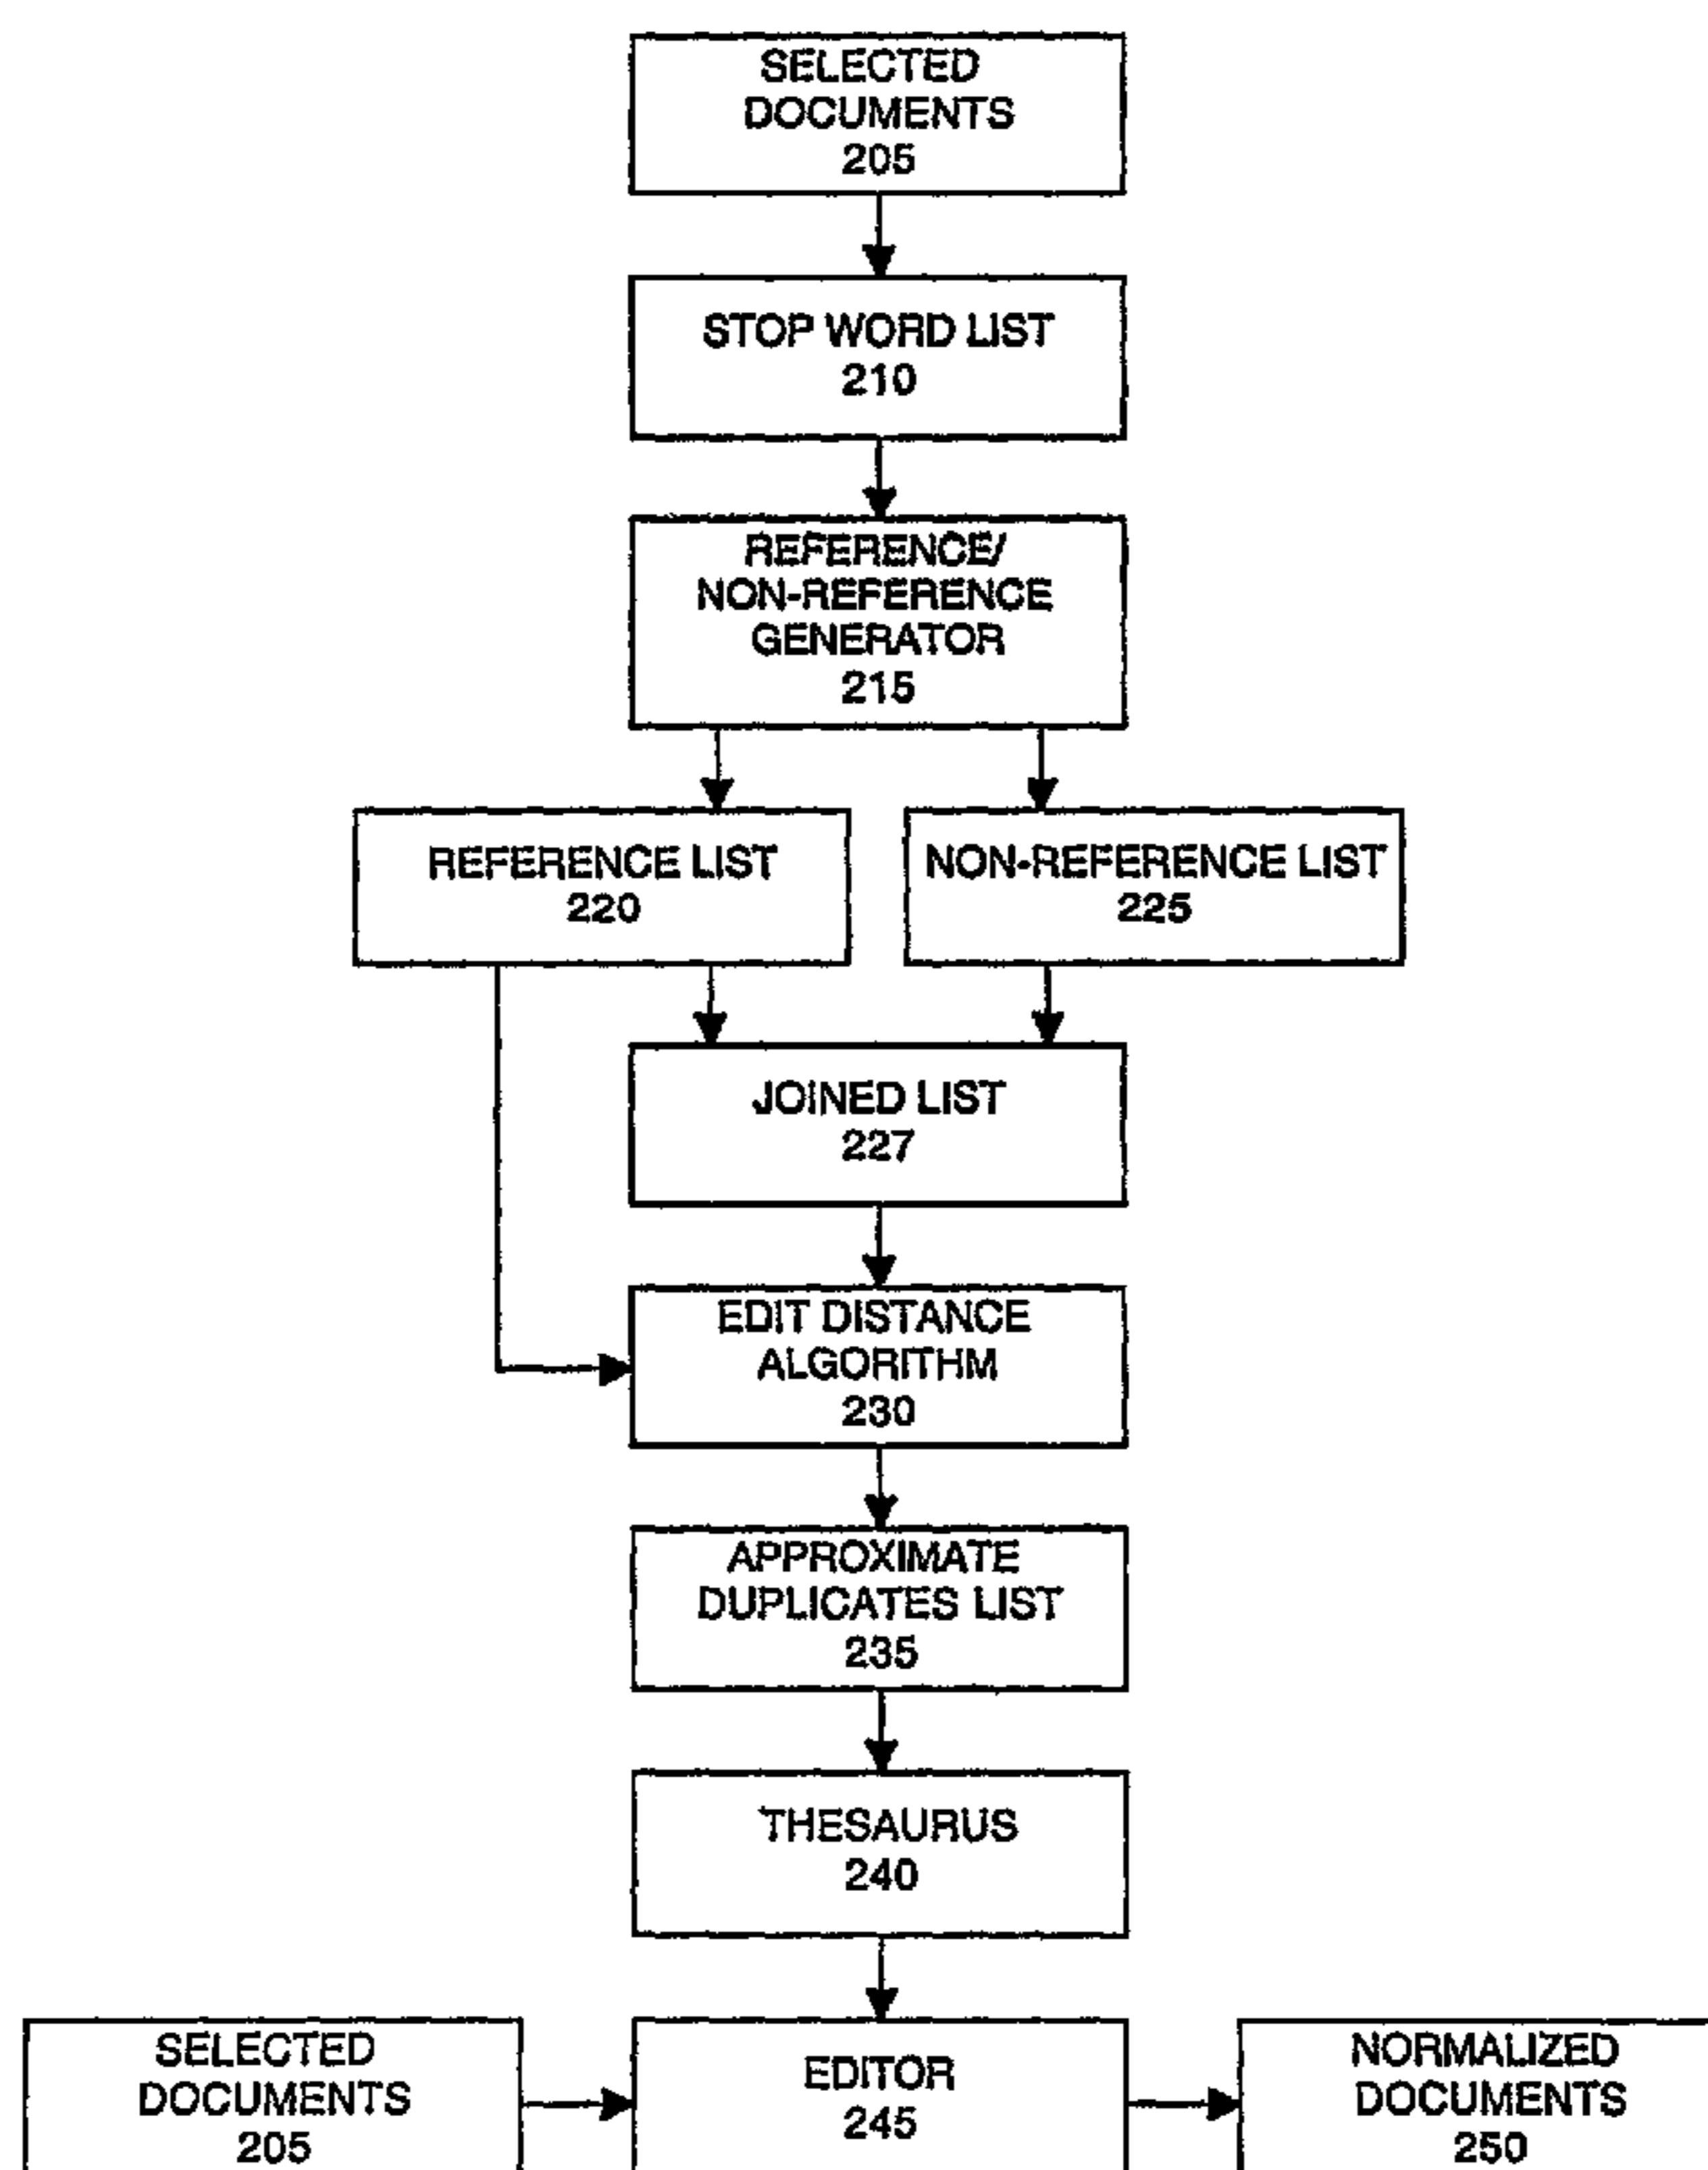 SELECTED
DOCUMENTS
205
STOP WORD LIST
210
REFERENCE/
NON-REFERENCE
GENERATOR
215
REFERENCE LIST
220
NON-REFERENCE LIST
225
JOINED LIST
227
EDIT DISTANCE
ALGORITHM
230
APPROXIMATE
DUPLICATES LIST
235
THESAURUS
240
SELECTED
DOCUMENTS
205
EDITOR
245
NORMALIZED
DOCUMENTS
250